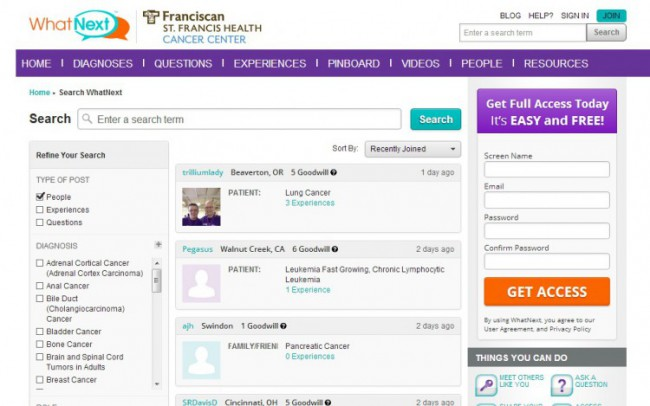 WhatNext
Franciscan
ST. FRANCIS HEALTH
CANCER CENTER
BLOG HELP? SIGN IN JOIN
Enter a search term Search
HOME | DIAGNOSES | QUESTIONS | EXPERIENCES | PINBOARD | VIDEOS | PEOPLE | RESOURCES
Home ▸ Search WhatNext
Search Enter a search term Search
Sort By: Recently Joined
Refine Your Search
TYPE OF POST
People
Experiences
Questions
DIAGNOSIS
Adrenal Cortical Cancer
(Adrenal Cortex Carcinoma)
Anal Cancer
Bile Duct
(Cholangiocarcinoma)
Cancer
Bladder Cancer
Bone Cancer
Brain and Spinal Cord
Tumors in Adults
Breast Cancer
trilliumlady Beaverton, OR 5 Goodwill 1 day ago
PATIENT: Lung Cancer
3 Experiences
Pegasus Walnut Creek, CA 6 Goodwill 2 days ago
PATIENT: Leukemia Fast Growing, Chronic Lymphocytic
Leukemia
1 Experience
ajh Swindon 1 Goodwill 2 days ago
FAMILY/FRIEN Pancreatic Cancer
0 Experiences
SRDavisD Cincinnati, OH 5 Goodwill 2 days ago
Get Full Access Today
It's EASY and FREE!
Screen Name
Email
Password
Confirm Password
GET ACCESS
By using WhatNext, you agree to our
User Agreement, and Privacy Policy
THINGS YOU CAN DO
MEET OTHERS
LIKE YOU
ASK A
QUESTION